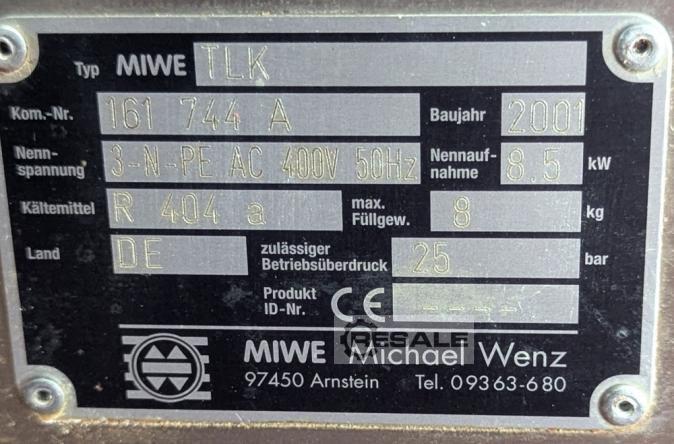 Typ MIWE TLK
Kom.-Nr. 161 744 A Baujahr 2001
Nenn-
spannung 3-N-PE AC 400V 50Hz Nennauf-
nahme 8.5 kW
Kältemittel R 404 a max.
Füllgew. 8 kg
Land DE zulässiger
Betriebsüberdruck 25 bar
Produkt
ID-Nr. CE ----
RESALE
MIWE Michael Wenz
97450 Arnstein Tel. 09363-680